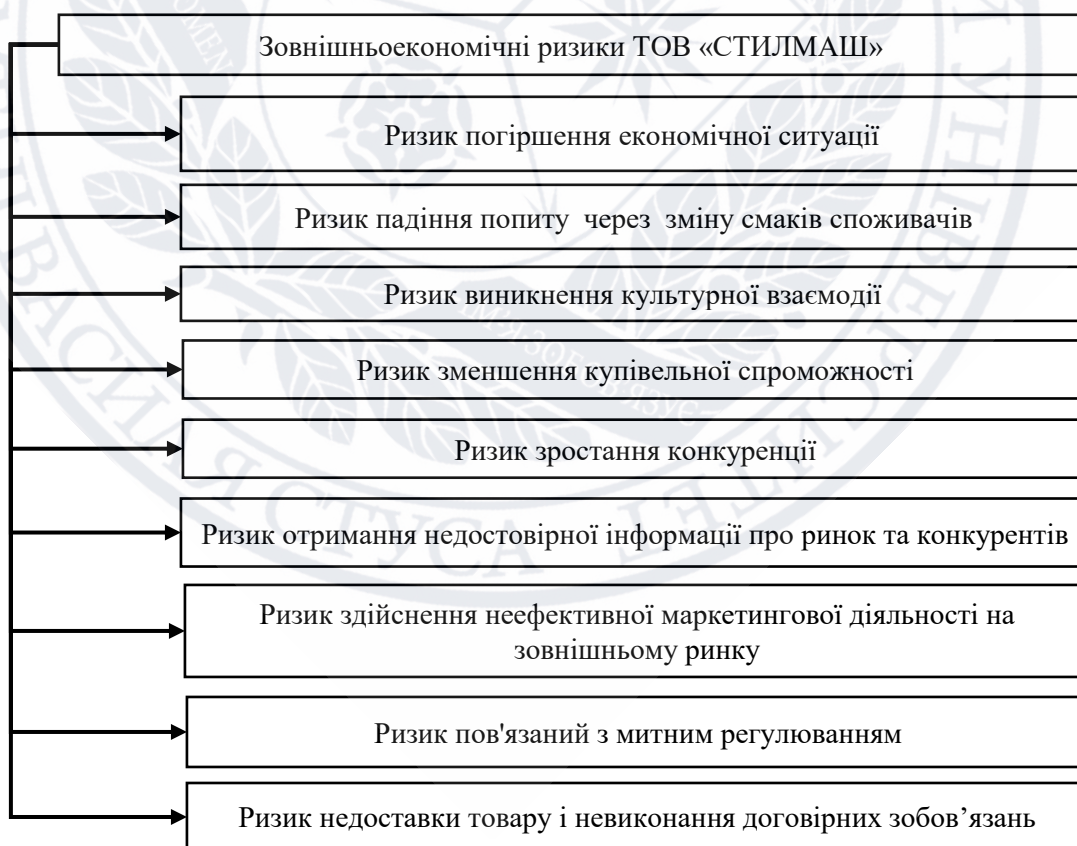 Зовнішньоекономічні ризики ТОВ «СТИЛМАШ»
Ризик погіршення економічної ситуації
Ризик падіння попиту через зміну смаків споживачів
Ризик виникнення культурної взаємодії
Ризик зменшення купівельної спроможності
Ризик зростання конкуренції
Ризик отримання недостовірної інформації про ринок та конкурентів
Ризик здійснення неефективної маркетингової діяльності на
зовнішньому ринку
Ризик пов'язаний з митним регулюванням
Ризик недоставки товару і невиконання договірних зобов’язань
ВАСИЛЯ СТУСА